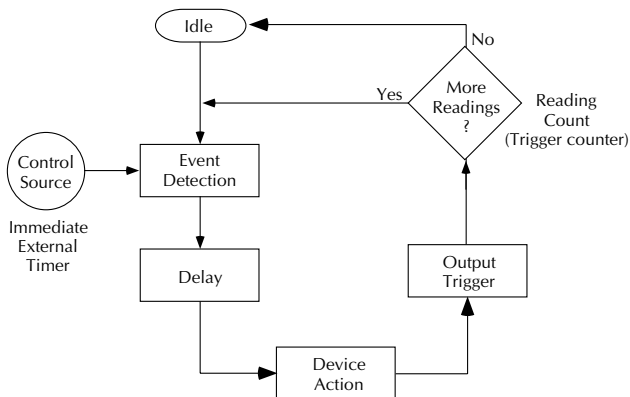 Idle
No
More
Readings
?
Yes
Reading
Count
(Trigger counter)
Control
Source
Event
Detection
Immediate
External
Timer
Delay
Output
Trigger
Device
Action